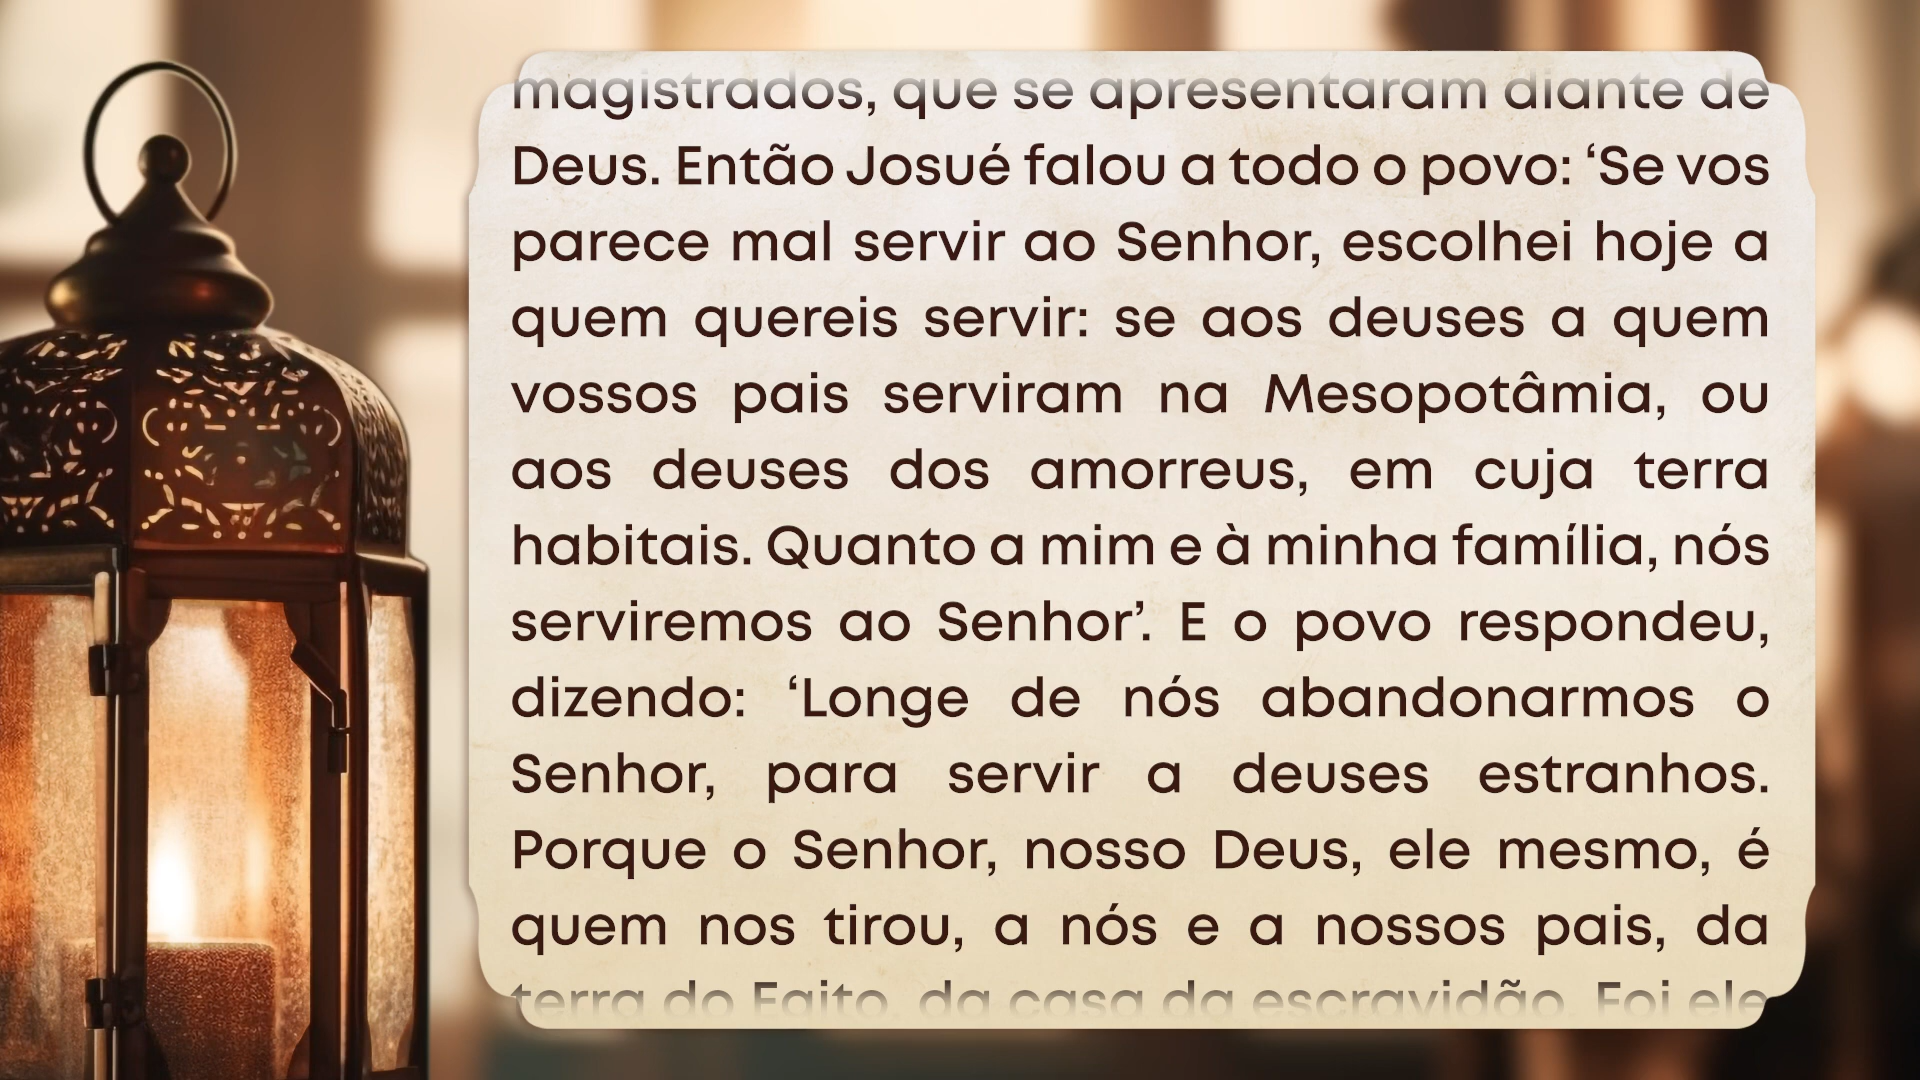 magistrados, que se apresentaram diante de
Deus. Então Josué falou a todo o povo: ‘Se vos
parece mal servir ao Senhor, escolhei hoje a
quem quereis servir: se aos deuses a quem
vossos pais serviram na Mesopotâmia, ou
aos deuses dos amorreus, em cuja terra
habitais. Quanto a mim e à minha família, nós
serviremos ao Senhor’. E o povo respondeu,
dizendo: ‘Longe de nós abandonarmos o
Senhor, para servir a deuses estranhos.
Porque o Senhor, nosso Deus, ele mesmo, é
quem nos tirou, a nós e a nossos pais, da
terra do Egito, da casa da escravidão. Foi ele